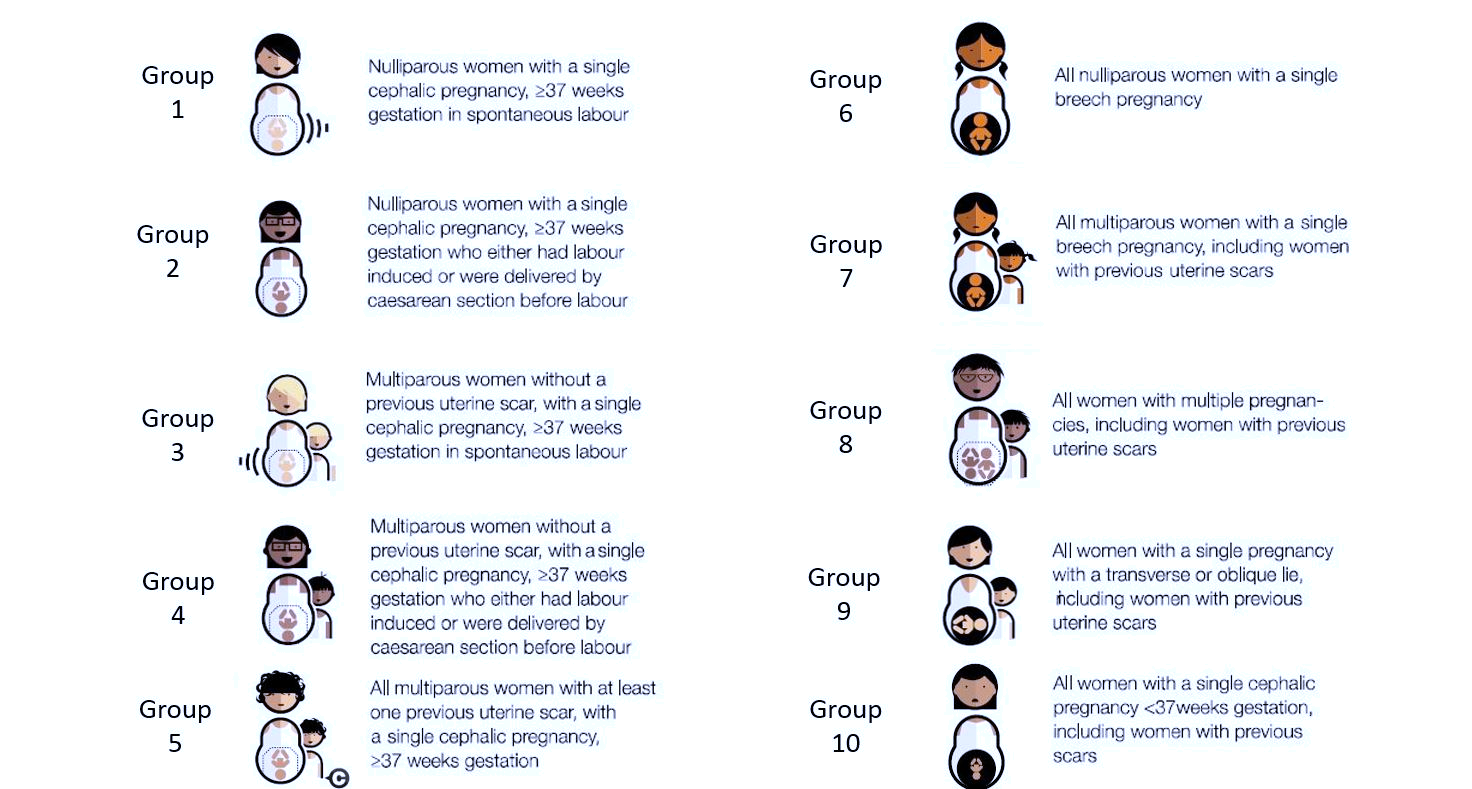 Group
1
Nulliparous women with a single
cephalic pregnancy, ≥37 weeks
gestation in spontaneous labour
Group
2
Nulliparous women with a single
cephalic pregnancy, ≥37 weeks
gestation who either had labour
induced or were delivered by
caesarean section before labour
Group
3
Multiparous women without a
previous uterine scar, with a single
cephalic pregnancy, ≥37 weeks
gestation in spontaneous labour
Group
4
Multiparous women without a
previous uterine scar, with a single
cephalic pregnancy, ≥37 weeks
gestation who either had labour
induced or were delivered by
caesarean section before labour
Group
5
All multiparous women with at least
one previous uterine scar, with
a single cephalic pregnancy,
≥37 weeks gestation
C
Group
6
All nulliparous women with a single
breech pregnancy
Group
7
All multiparous women with a single
breech pregnancy, including women
with previous uterine scars
Group
8
All women with multiple pregnan-
cies, including women with previous
uterine scars
Group
9
All women with a single pregnancy
with a transverse or oblique lie,
including women with previous
uterine scars
Group
10
All women with a single cephalic
pregnancy <37weeks gestation,
including women with previous
scars